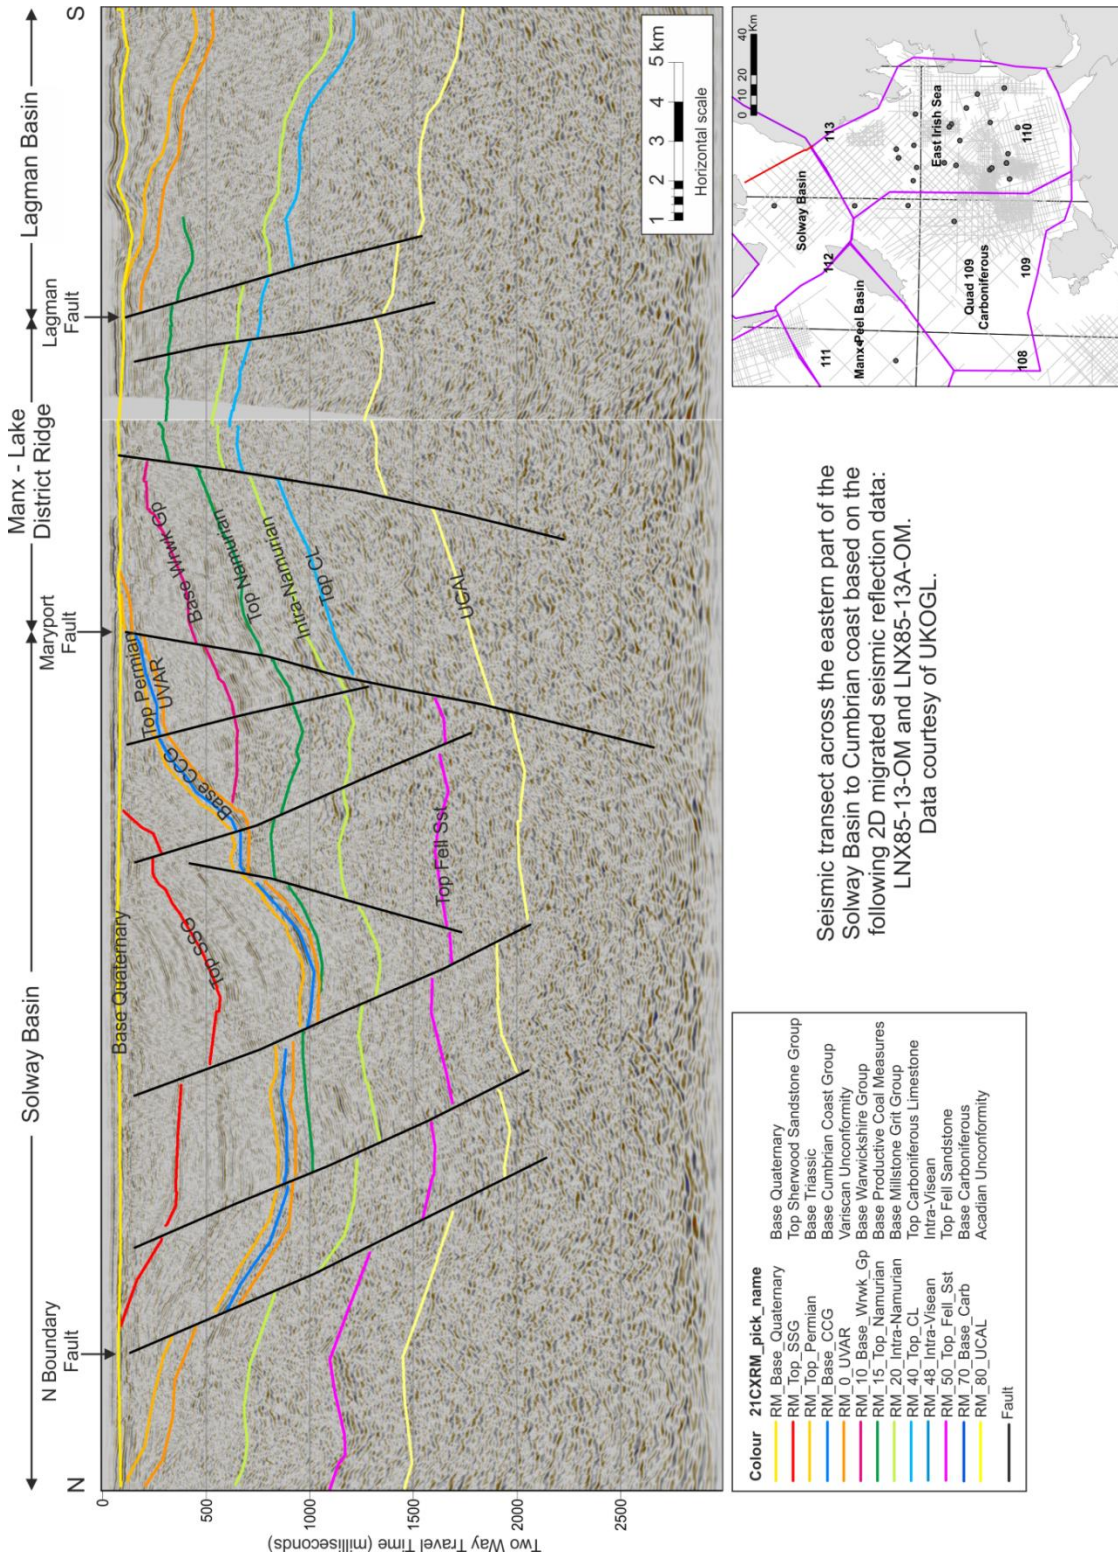 Solway Basin
Manx - Lake
District Ridge
Lagman Basin
N Boundary
Fault
Maryport
Fault
Lagman
Fault
N
S
0
500
1000
1500
2000
2500
Two Way Travel Time (milliseconds)
Base Quaternary
Top SSG
Base CCG
Top Permian
UVAR
Base Wrwk Gp
Top Namurian
Intra-Namurian
Top CL
Top Fell Sst
UCAL
1 2 3 4 5 km
Horizontal scale
Colour 21CXRM_pick_name
RM_Base_Quaternary Base Quaternary
RM_Top_SSG Top Sherwood Sandstone Group
RM_Top_Permian Base Triassic
RM_Base_CCG Base Cumbrian Coast Group
RM_0_UVAR Variscan Unconformity
RM_10_Base_Wrwk_Gp Base Warwickshire Group
RM_15_Top_Namurian Base Productive Coal Measures
RM_20_Intra-Namurian Base Millstone Grit Group
RM_40_Top_CL Top Carboniferous Limestone
RM_48_Intra-Visean Intra-Visean
RM_50_Top_Fell_Sst Top Fell Sandstone
RM_70_Base_Carb Base Carboniferous
RM_80_UCAL Acadian Unconformity
Fault
Seismic transect across the eastern part of the
Solway Basin to Cumbrian coast based on the
following 2D migrated seismic reflection data:
LNX85-13-OM and LNX85-13A-OM.
Data courtesy of UKOGL.
0 10 20 40
Km
111
112
113
Solway Basin
Manx-Peel Basin
East Irish Sea
Quad 109
Carboniferous
108
109
110